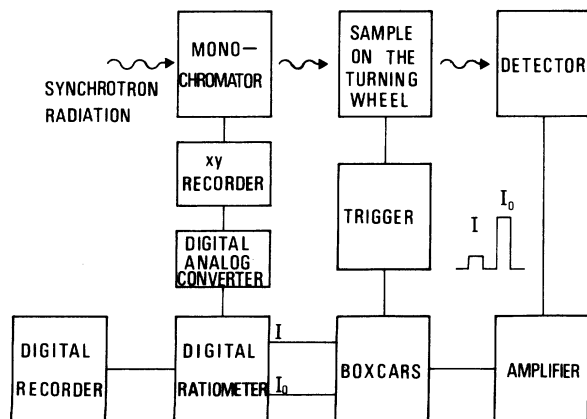 SYNCHROTRON
RADIATION
MONO-
CHROMATOR
SAMPLE
ON THE
TURNING
WHEEL
DETECTOR
xy
RECORDER
TRIGGER
I
I₀
DIGITAL
ANALOG
CONVERTER
DIGITAL
RECORDER
DIGITAL
RATIOMETER
I
I₀
BOXCARS
AMPLIFIER